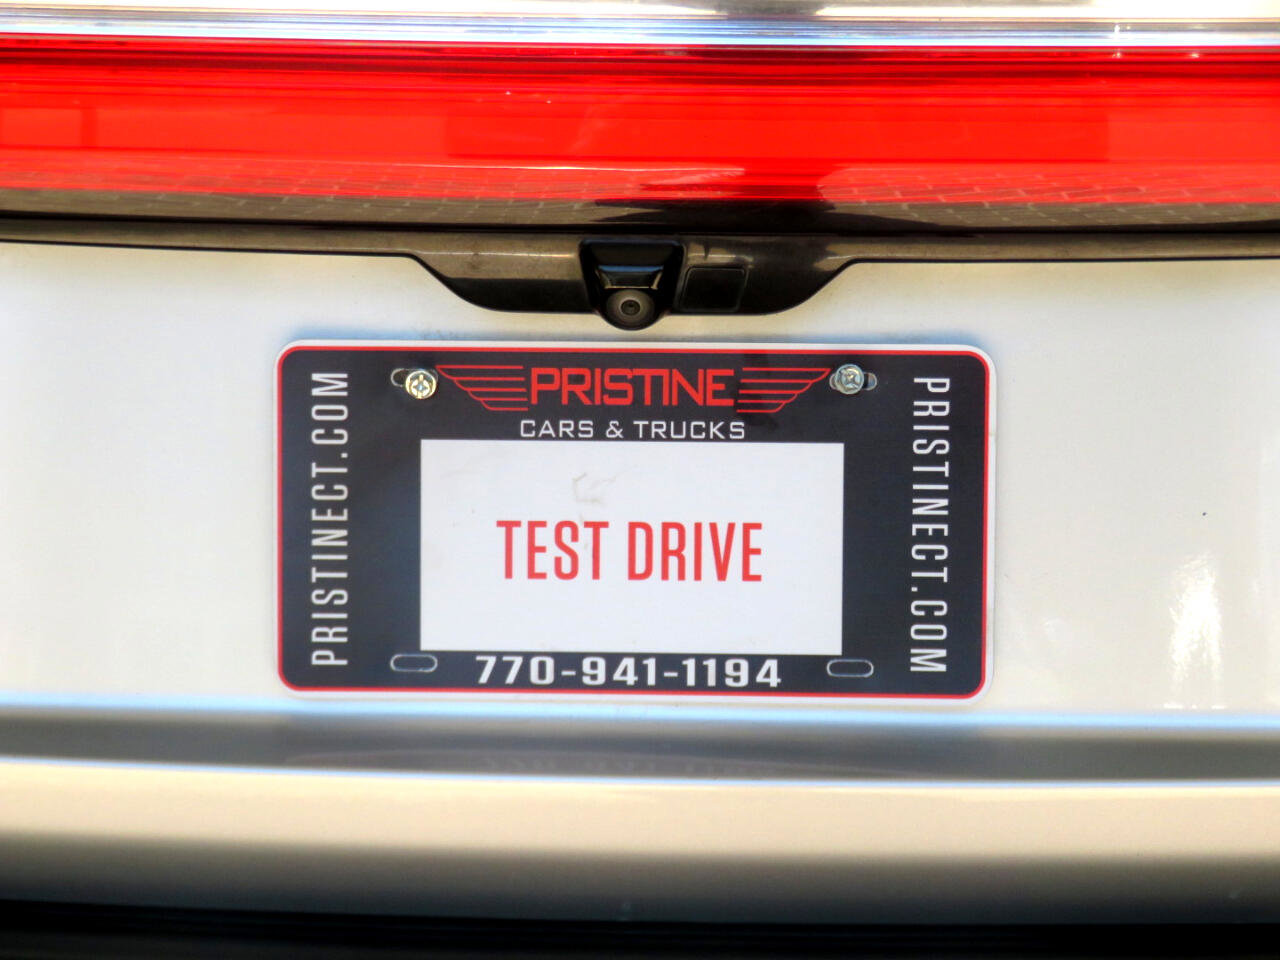 PRISTINE
CARS & TRUCKS
PRISTINECT.COM
TEST DRIVE
PRISTINECT.COM
770-941-1194